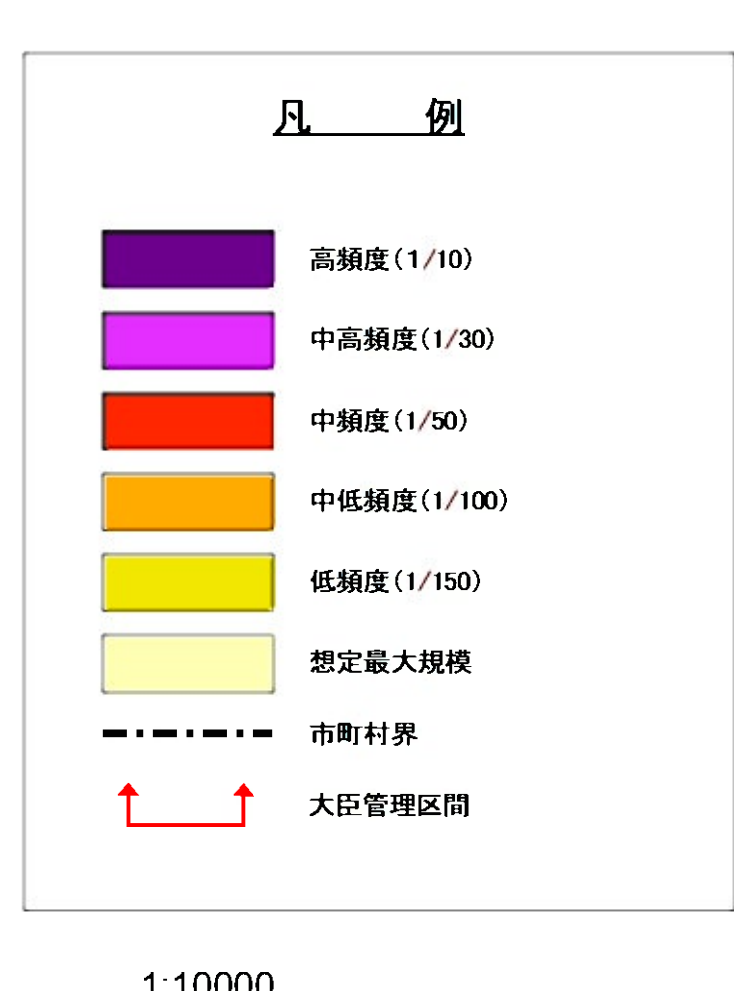 凡 例
高頻度(1/10)
中高頻度(1/30)
中頻度(1/50)
中低頻度(1/100)
低頻度(1/150)
想定最大規模
市町村界
大臣管理区間
1:10000